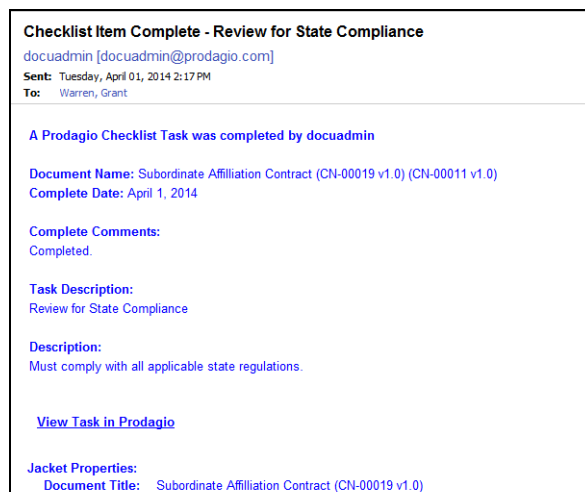 Checklist Item Complete - Review for State Compliance
docuadmin [docuadmin@prodagio.com]
Sent: Tuesday, April 01, 2014 2:17 PM
To: Warren, Grant
A Prodagio Checklist Task was completed by docuadmin
Document Name: Subordinate Affilliation Contract (CN-00019 v1.0) (CN-00011 v1.0)
Complete Date: April 1, 2014
Complete Comments:
Completed.
Task Description:
Review for State Compliance
Description:
Must comply with all applicable state regulations.
View Task in Prodagio
Jacket Properties:
Document Title: Subordinate Affilliation Contract (CN-00019 v1.0)